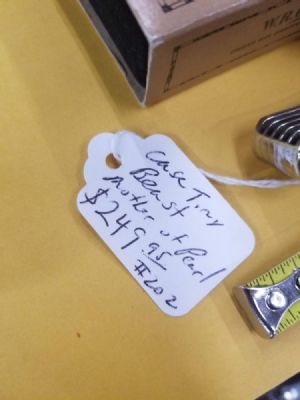 W.R.
Case Tiny
Beast
Mother of Pearl
$249.95
#202